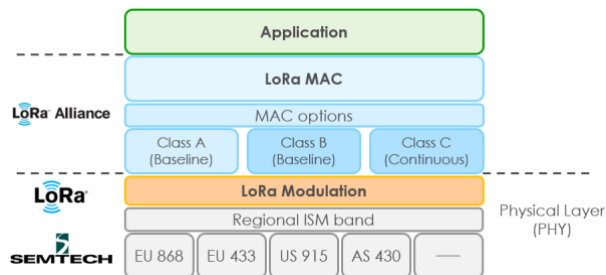 Application
LoRa MAC
LoRa Alliance
MAC options
Class A
(Baseline)
Class B
(Baseline)
Class C
(Continuous)
LoRa
LoRa Modulation
Regional ISM band
Physical Layer
(PHY)
SEMTECH
EU 868
EU 433
US 915
AS 430